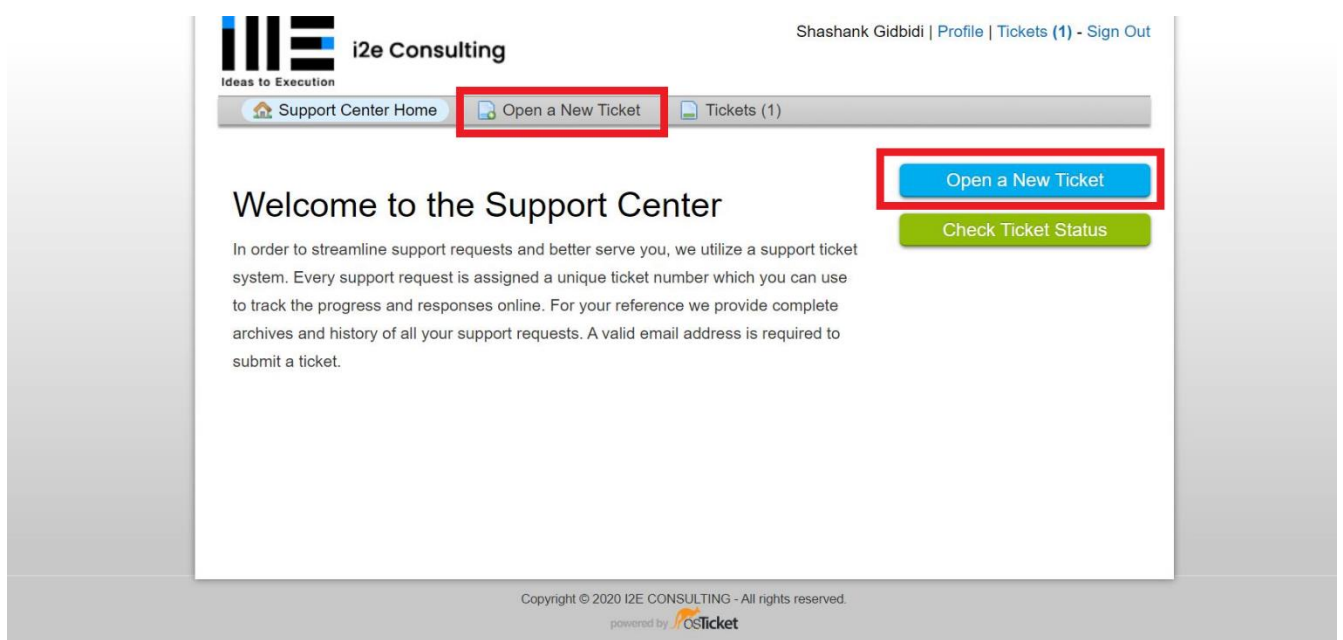 i2e Consulting
Ideas to Execution
Shashank Gidbidi | Profile | Tickets (1) - Sign Out
Support Center Home
Open a New Ticket
Tickets (1)
Open a New Ticket
Check Ticket Status
Welcome to the Support Center
In order to streamline support requests and better serve you, we utilize a support ticket
system. Every support request is assigned a unique ticket number which you can use
to track the progress and responses online. For your reference we provide complete
archives and history of all your support requests. A valid email address is required to
submit a ticket.
Copyright © 2020 I2E CONSULTING - All rights reserved.
powered by osTicket